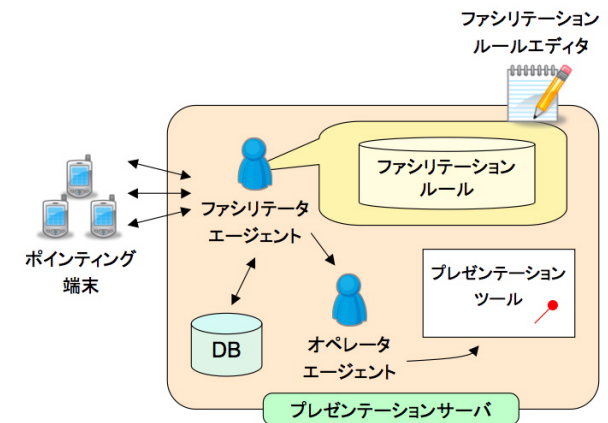 ファシリテーション
ルールエディタ
ファシリテーション
ルール
ファシリテータ
エージェント
ポインティング
端末
プレゼンテーション
ツール
DB
オペレータ
エージェント
プレゼンテーションサーバ